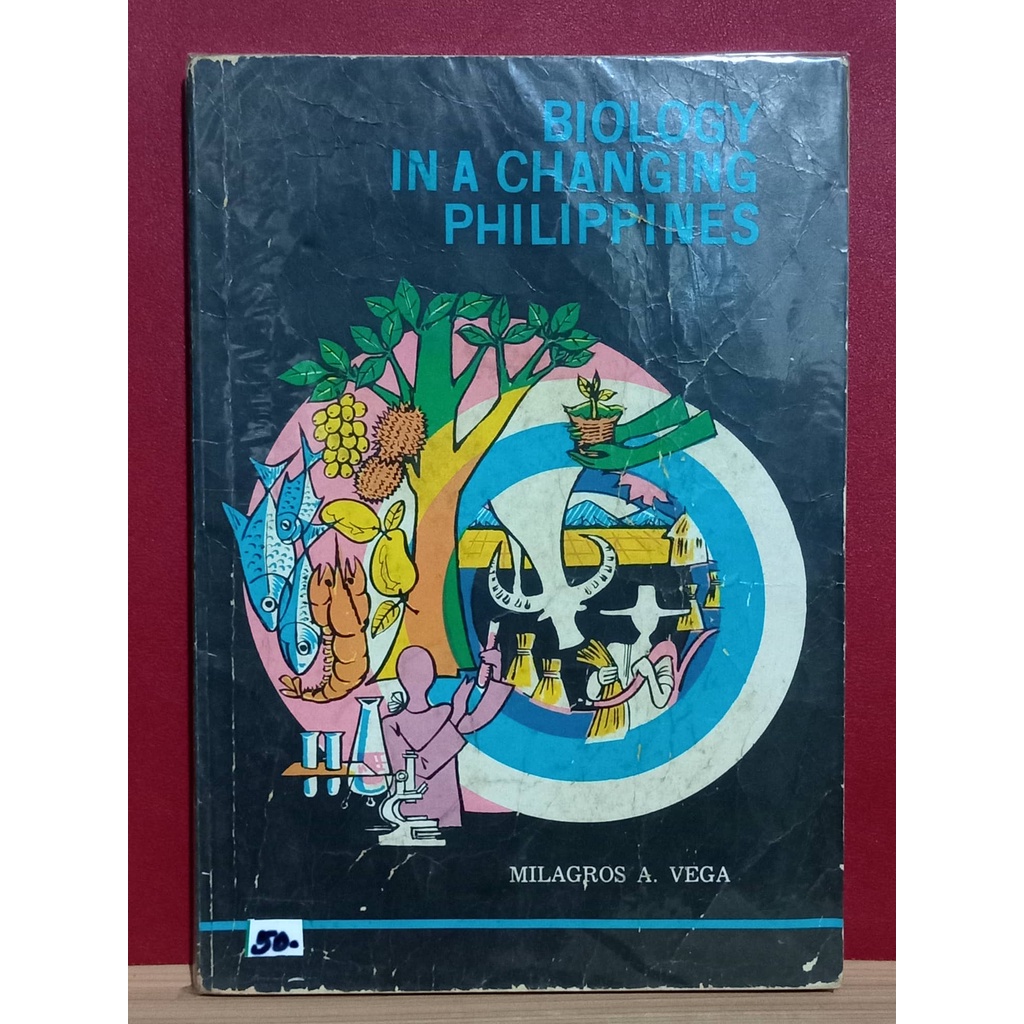 BIOLOGY
IN A CHANGING
PHILIPPINES
MILAGROS A. VEGA
50.